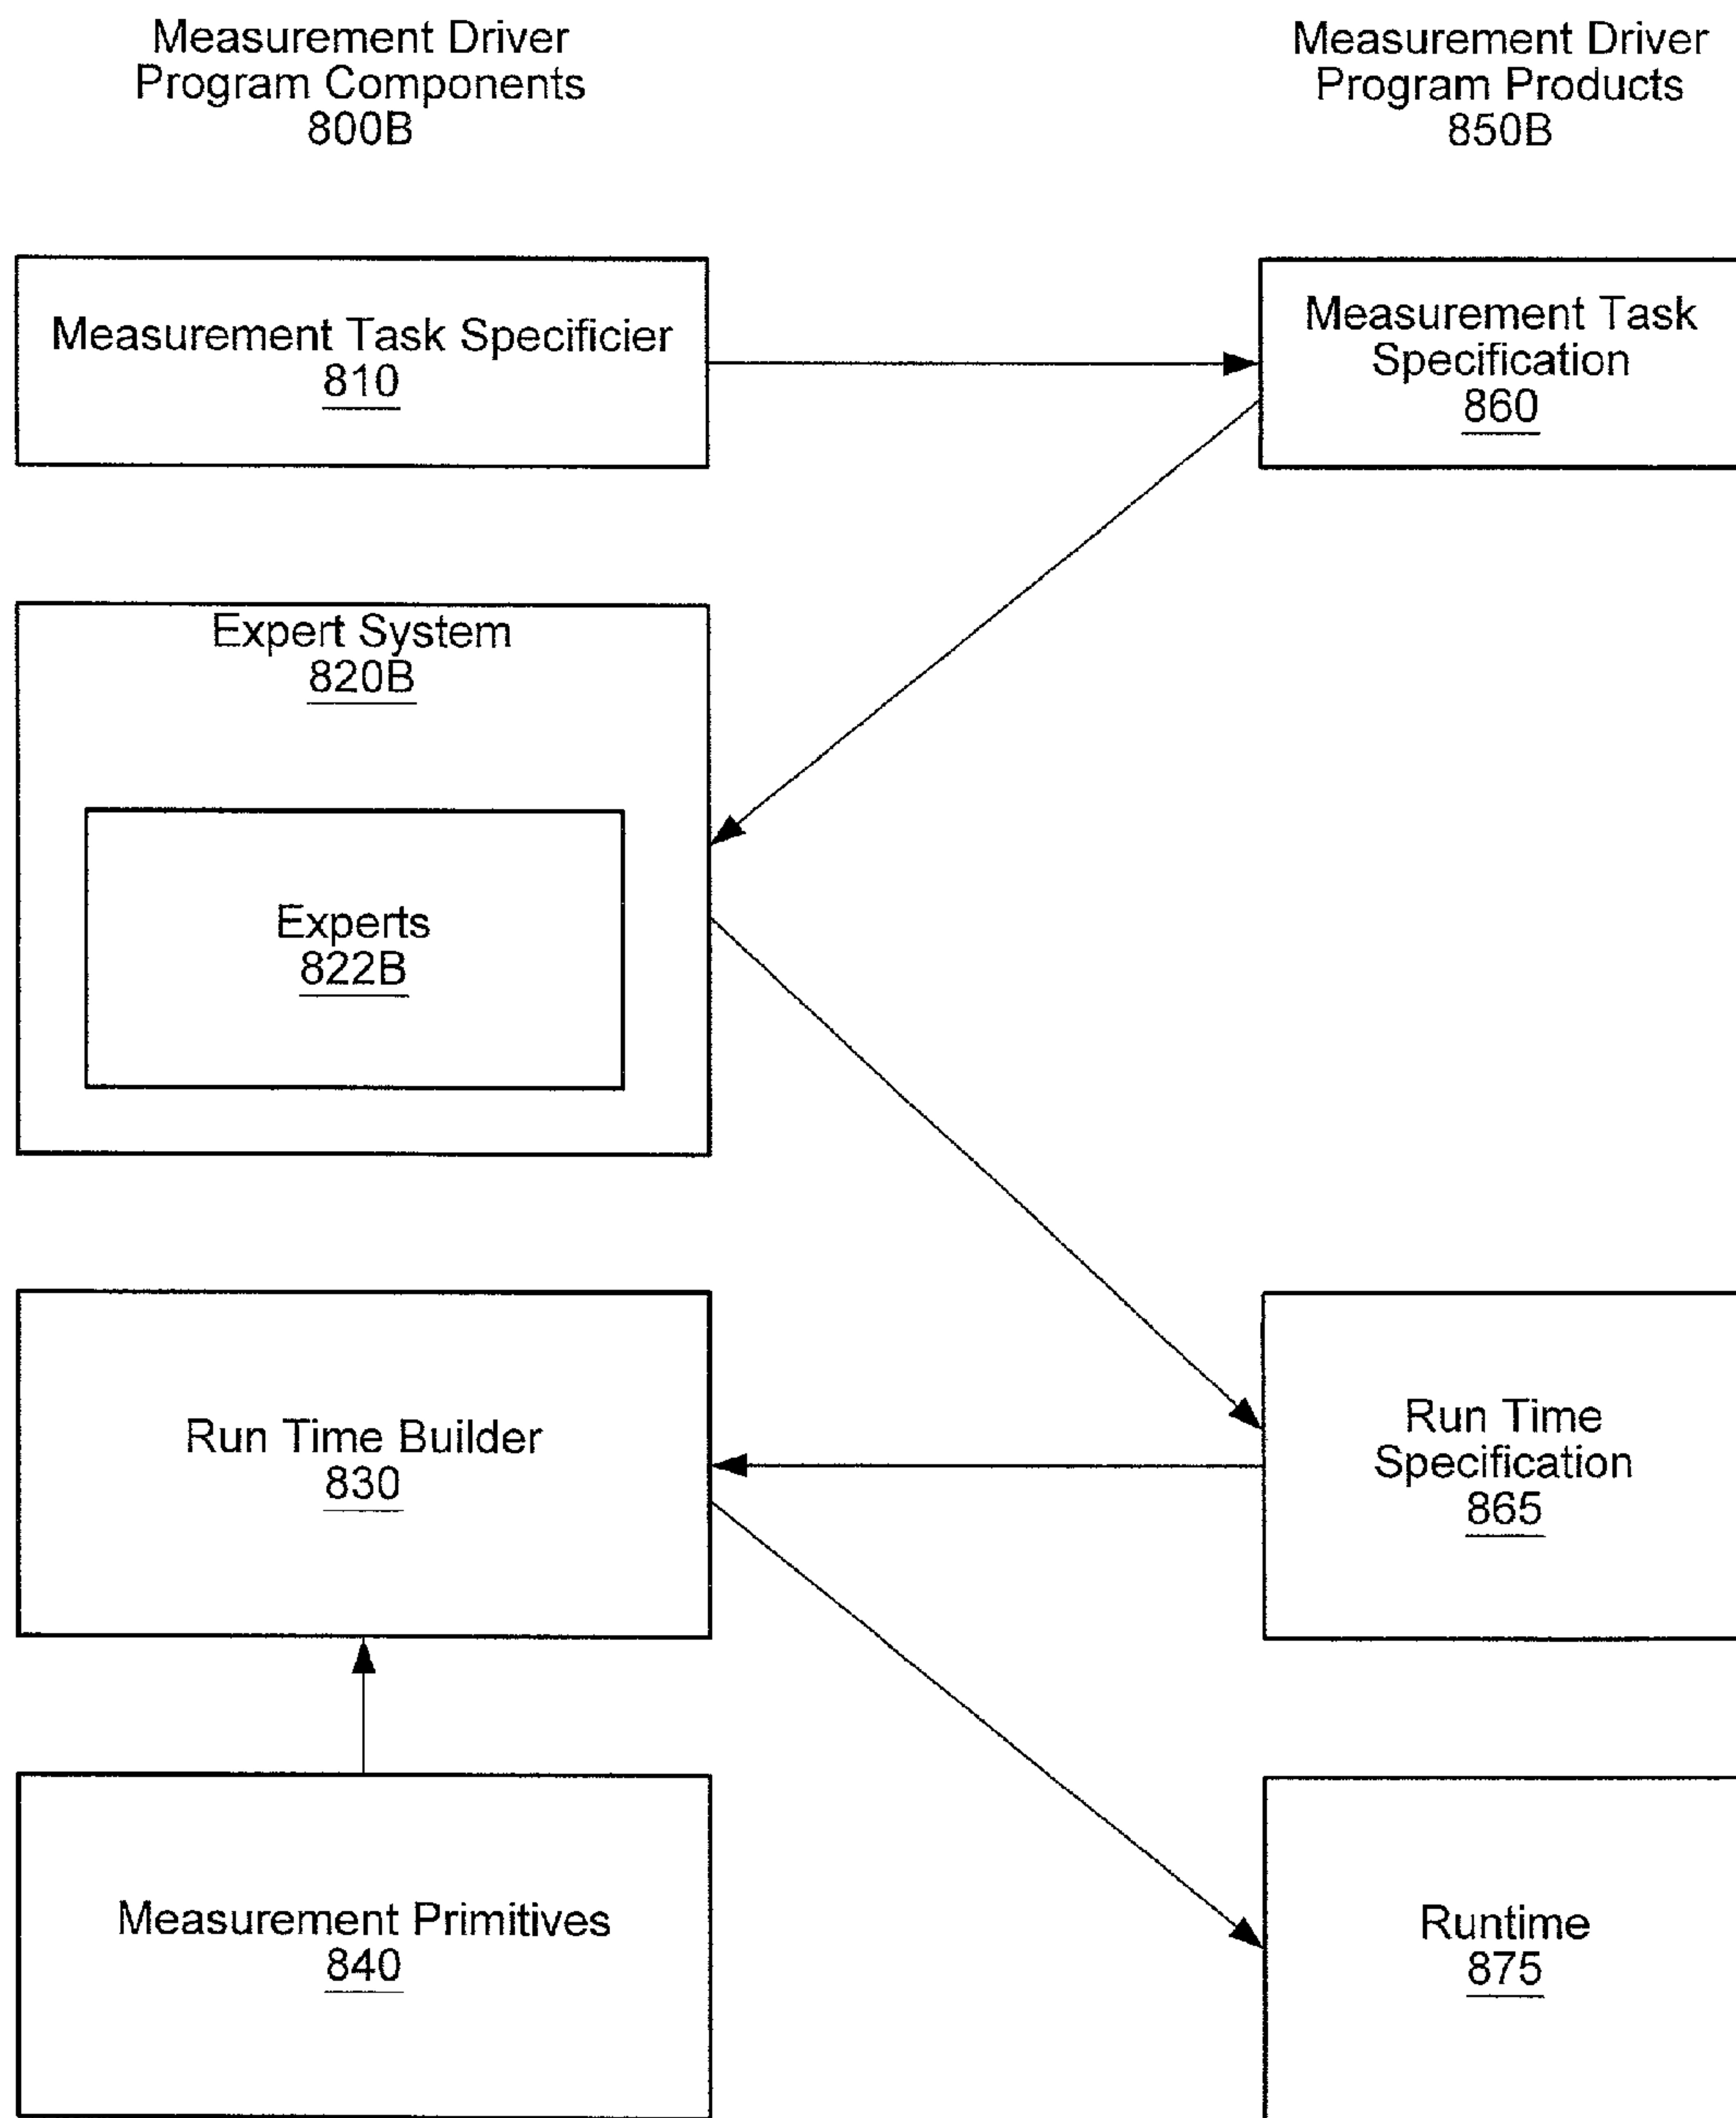 Measurement Driver
Program Components
800B
Measurement Driver
Program Products
850B
Measurement Task Specificier
810
Measurement Task
Specification
860
Expert System
820B
Experts
822B
Run Time Builder
830
Run Time
Specification
865
Measurement Primitives
840
Runtime
875